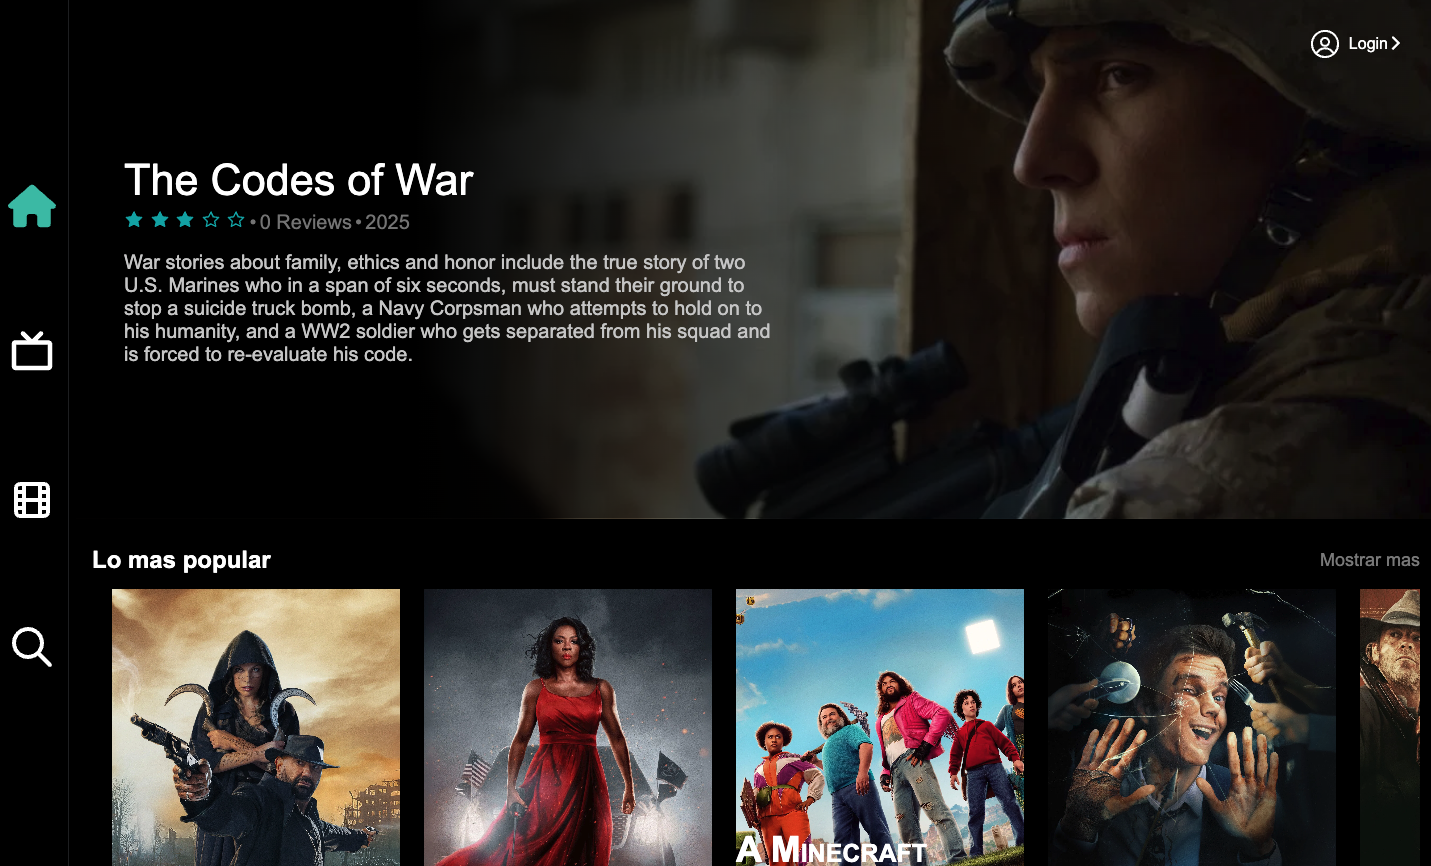 Login
The Codes of War
• 0 Reviews • 2025
War stories about family, ethics and honor include the true story of two
U.S. Marines who in a span of six seconds, must stand their ground to
stop a suicide truck bomb, a Navy Corpsman who attempts to hold on to
his humanity, and a WW2 soldier who gets separated from his squad and
is forced to re-evaluate his code.
Lo mas popular
Mostrar mas
A MINECRAFT